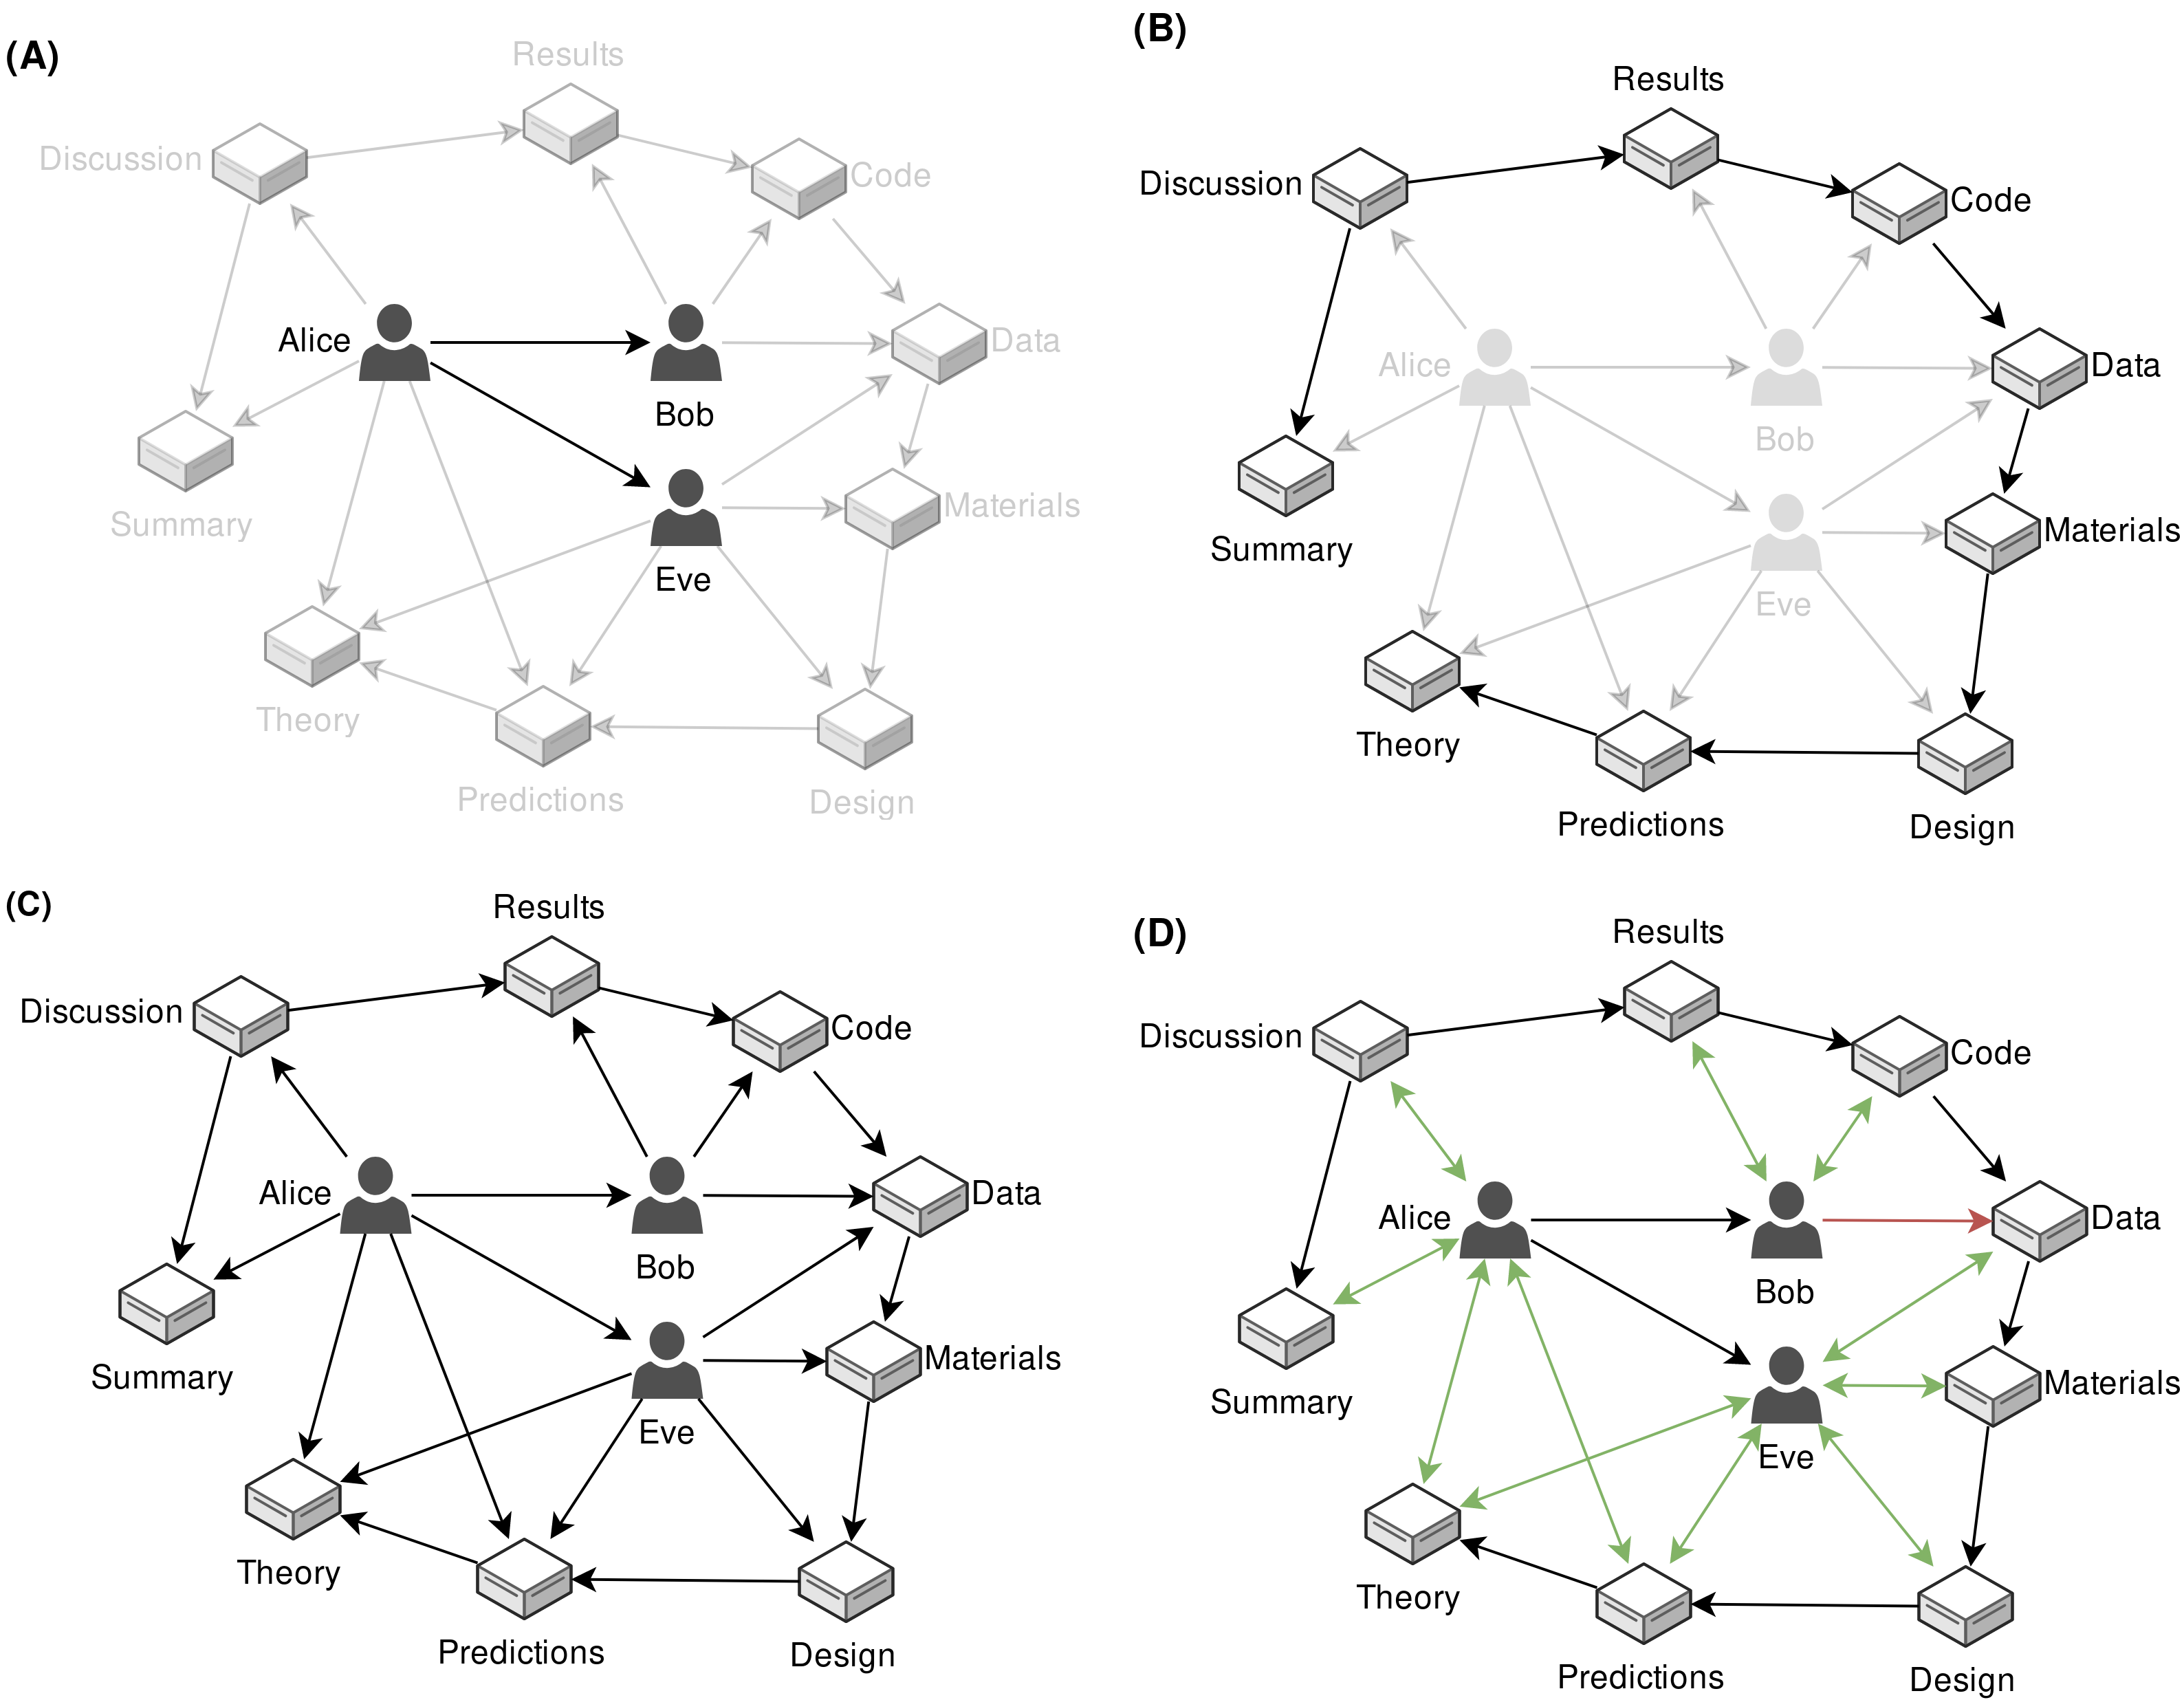 (A)
Results
Discussion
Code
Alice
Data
Bob
Summary
Materials
Eve
Theory
Predictions
Design
(B)
Results
Discussion
Code
Alice
Data
Bob
Materials
Summary
Eve
Theory
Predictions
Design
(C)
Results
Discussion
Code
Alice
Data
Bob
Materials
Summary
Eve
Theory
Predictions
Design
(D)
Results
Discussion
Code
Alice
Data
Bob
Materials
Summary
Eve
Theory
Predictions
Design